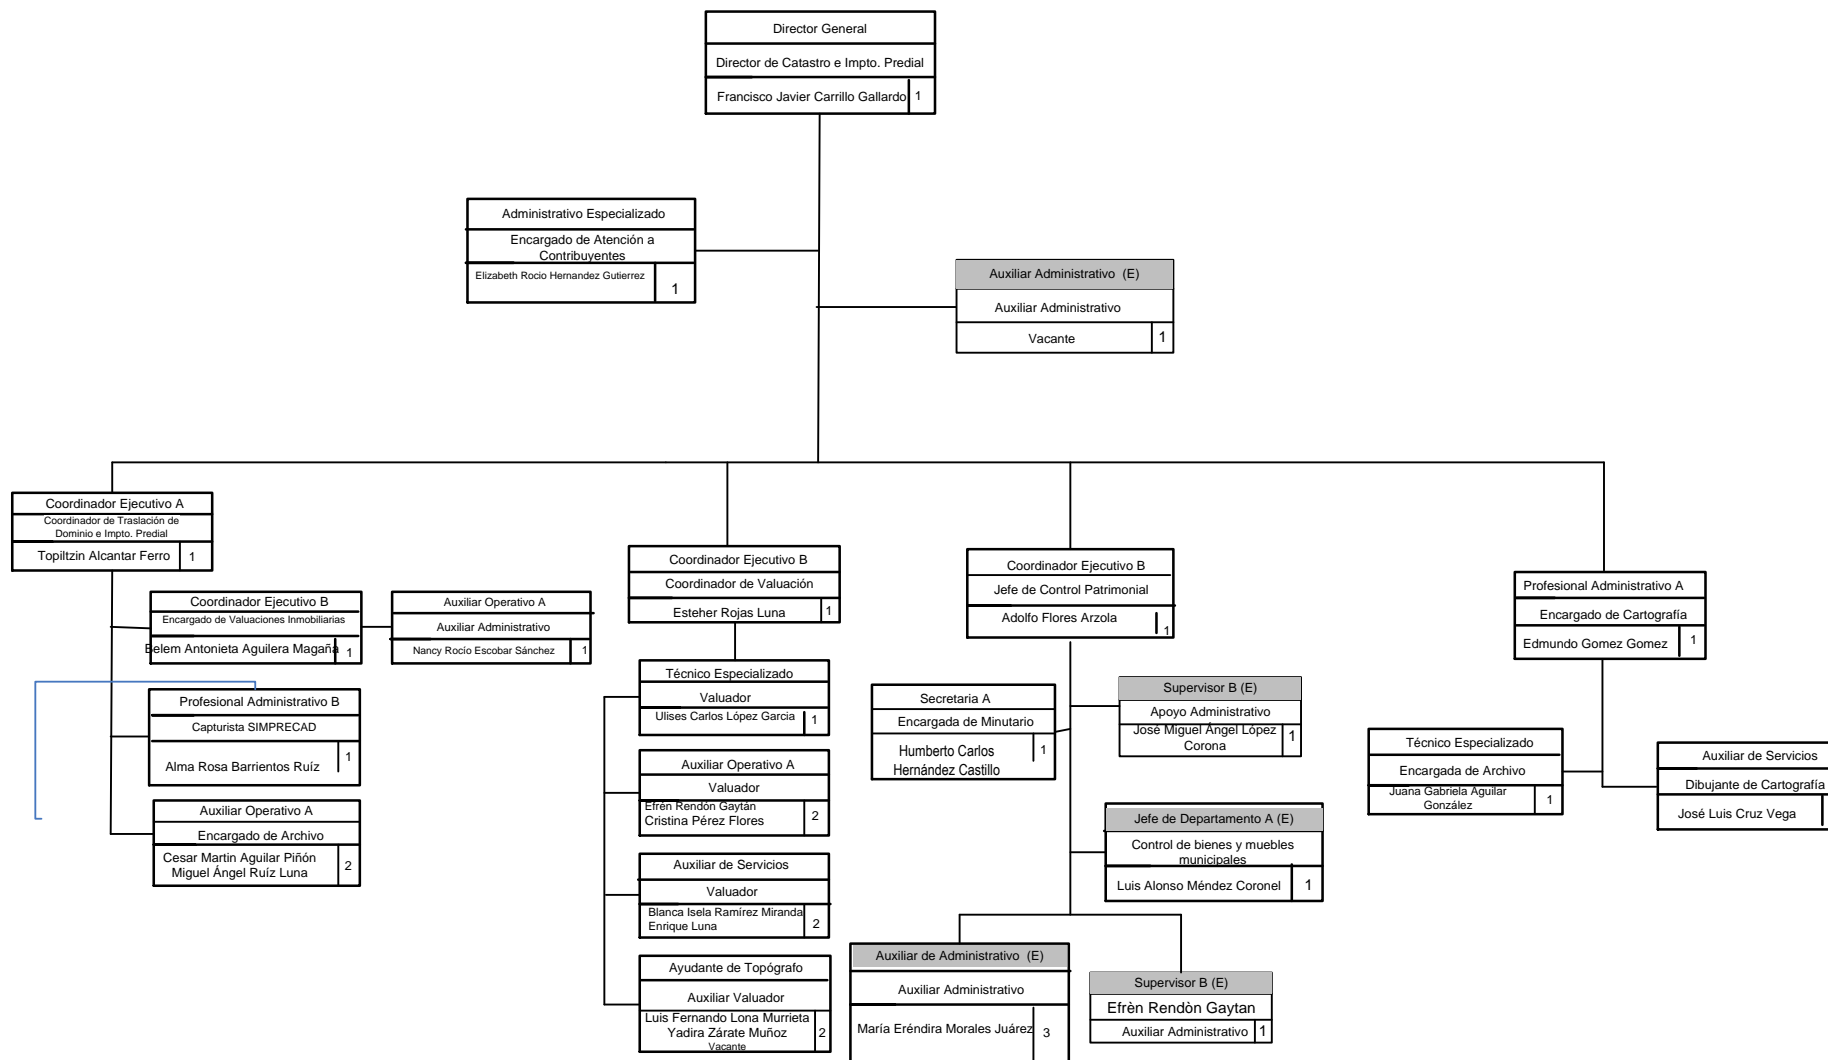 Director General
Director de Catastro e Impto. Predial
Francisco Javier Carrillo Gallardo 1
Administrativo Especializado
Encargado de Atención a
Contribuyentes
Elizabeth Rocio Hernandez Gutierrez
1
Auxiliar Administrativo (E)
Auxiliar Administrativo
Vacante 1
Coordinador Ejecutivo A
Coordinador de Traslación de
Dominio e Impto. Predial
Topiltzin Alcantar Ferro 1
Coordinador Ejecutivo B
Encargado de Valuaciones Inmobiliarias
Belem Antonieta Aguilera Magaña 1
Auxiliar Operativo A
Auxiliar Administrativo
Nancy Rocío Escobar Sánchez 1
Profesional Administrativo B
Capturista SIMPRECAD
Alma Rosa Barrientos Ruíz 1
Auxiliar Operativo A
Encargado de Archivo
Cesar Martin Aguilar Piñón
Miguel Ángel Ruíz Luna 2
Coordinador Ejecutivo B
Coordinador de Valuación
Esteher Rojas Luna 1
Técnico Especializado
Valuador
Ulises Carlos López Garcia 1
Auxiliar Operativo A
Valuador
Efrén Rendón Gaytán
Cristina Pérez Flores 2
Auxiliar de Servicios
Valuador
Blanca Isela Ramírez Miranda
Enrique Luna 2
Ayudante de Topógrafo
Auxiliar Valuador
Luis Fernando Lona Murrieta
Yadira Zárate Muñoz 2
Vacante
Coordinador Ejecutivo B
Jefe de Control Patrimonial
Adolfo Flores Arzola
1
Secretaria A
Encargada de Minutario
Humberto Carlos 1
Hernández Castillo
Supervisor B (E)
Apoyo Administrativo
José Miguel Ángel López
Corona 1
Jefe de Departamento A (E)
Control de bienes y muebles
municipales
Luis Alonso Méndez Coronel 1
Auxiliar de Administrativo (E)
Auxiliar Administrativo
María Eréndira Morales Juárez 3
Supervisor B (E)
Efrèn Rendòn Gaytan
Auxiliar Administrativo 1
Profesional Administrativo A
Encargado de Cartografía
Edmundo Gomez Gomez 1
Técnico Especializado
Encargada de Archivo
Juana Gabriela Aguilar
González 1
Auxiliar de Servicios
Dibujante de Cartografía
José Luis Cruz Vega